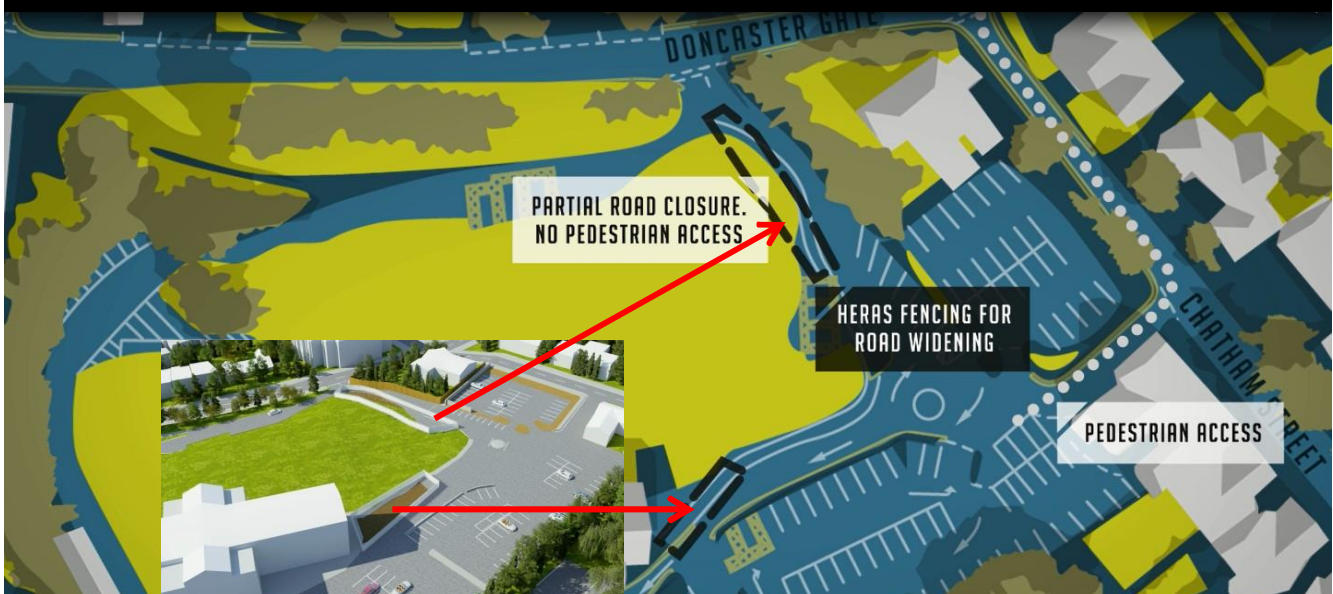 DONCASTER GATE
PARTIAL ROAD CLOSURE.
NO PEDESTRIAN ACCESS
HERAS FENCING FOR
ROAD WIDENING
CHATHAM STREET
PEDESTRIAN ACCESS